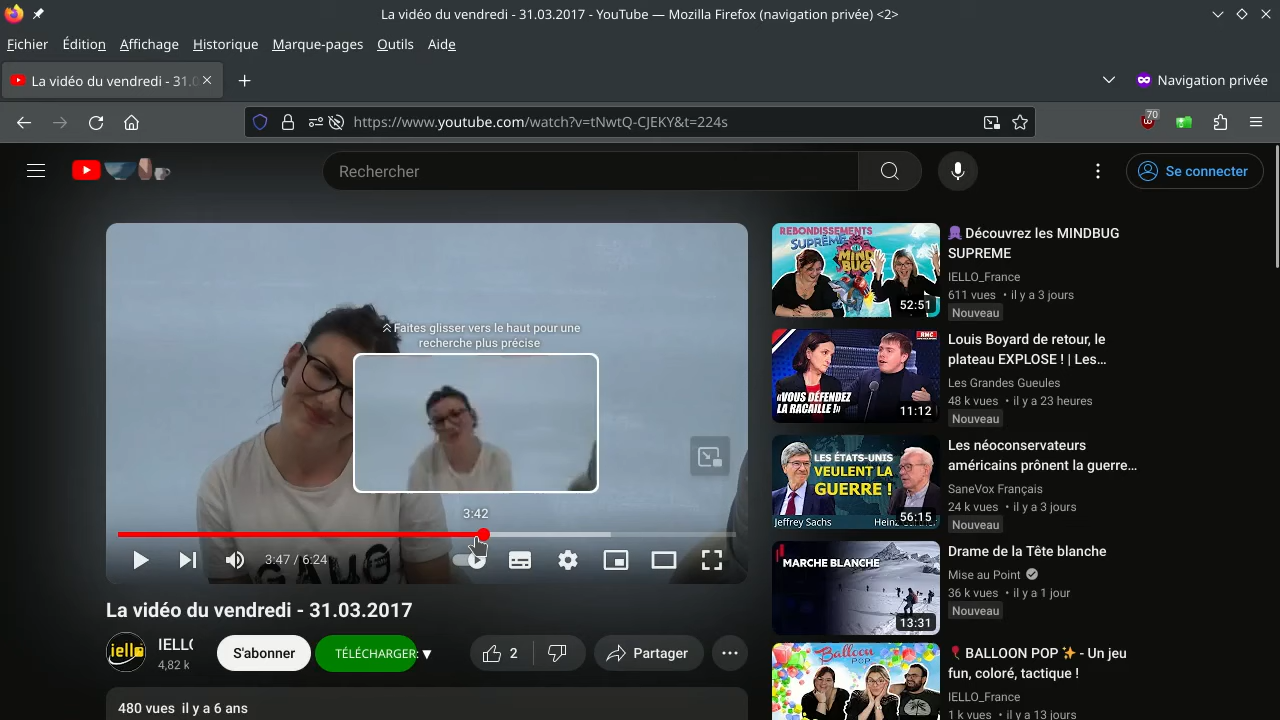 La vidéo du vendredi - 31.03.2017 - YouTube — Mozilla Firefox (navigation privée) <2>
Fichier Édition Affichage Historique Marque-pages Outils Aide
La vidéo du vendredi - 31.0
Navigation privée
https://www.youtube.com/watch?v=tNwtQ-CJEKY&t=224s
70
Rechercher
Se connecter
Faites glisser vers le haut pour une
recherche plus précise
3:42
3:47 / 6:24
La vidéo du vendredi - 31.03.2017
iello
IELLO
4,82 k
S'abonner
TÉLÉCHARGER: ▼
2
Partager
480 vues il y a 6 ans
REBONDISSEMENTS
SUPRÊME
MIND
BUG
52:51
Découvrez les MINDBUG
SUPREME
IELLO_France
611 vues • il y a 3 jours
Nouveau
RMC
«VOUS DÉFENDEZ
LA RACAILLE !»
11:12
Louis Boyard de retour, le
plateau EXPLOSE ! | Les…
Les Grandes Gueules
48 k vues • il y a 23 heures
Nouveau
LES ÉTATS-UNIS
VEULENT LA
GUERRE !
Jeffrey Sachs
56:15
Les néoconservateurs
américains prônent la guerre…
SaneVox Français
24 k vues • il y a 3 jours
Nouveau
MARCHE BLANCHE
13:31
Drame de la Tête blanche
Mise au Point
36 k vues • il y a 1 jour
Nouveau
Balloon
POP
BALLOON POP ✨ - Un jeu
fun, coloré, tactique !
IELLO_France
1 k vues • il y a 13 jours